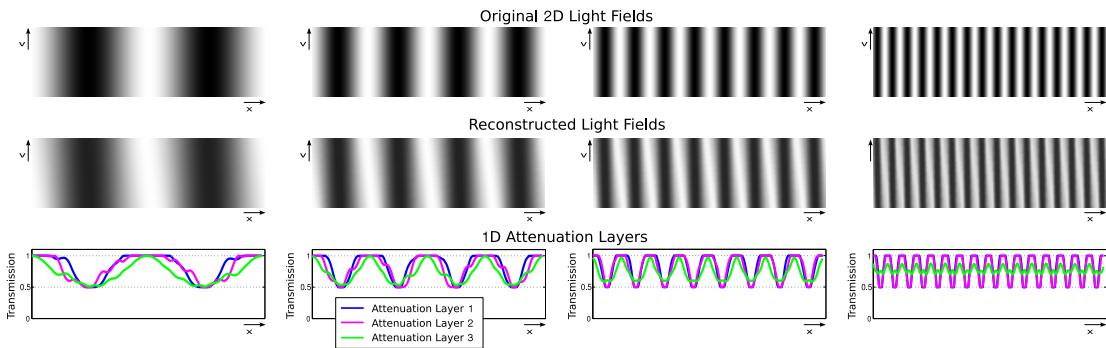 Original 2D Light Fields
v
x
v
x
v
x
v
x
Reconstructed Light Fields
v
x
v
x
v
x
v
x
1D Attenuation Layers
Transmission
1
0.5
0
x
Transmission
1
0.5
0
x
Transmission
1
0.5
0
x
Transmission
1
0.5
0
x
Attenuation Layer 1
Attenuation Layer 2
Attenuation Layer 3